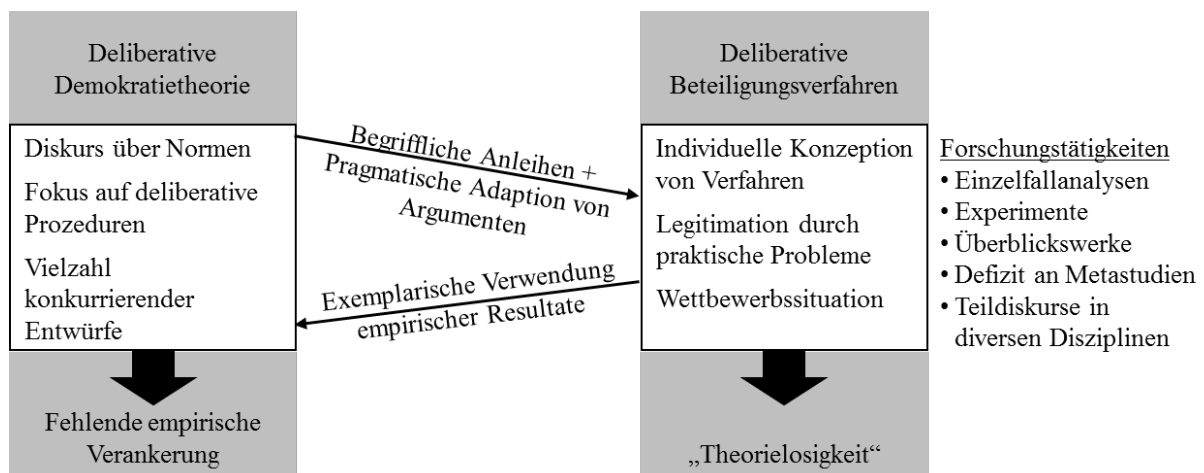 Deliberative
Demokratietheorie
Diskurs über Normen
Fokus auf deliberative
Prozeduren
Vielzahl
konkurrierender
Entwürfe
Fehlende empirische
Verankerung
Begriffliche Anleihen +
Pragmatische Adaption von
Argumenten
Exemplarische Verwendung
empirischer Resultate
Deliberative
Beteiligungsverfahren
Individuelle Konzeption
von Verfahren
Legitimation durch
praktische Probleme
Wettbewerbssituation
„Theorielosigkeit“
Forschungstätigkeiten
• Einzelfallanalysen
• Experimente
• Überblickswerke
• Defizit an Metastudien
• Teildiskurse in
diversen Disziplinen